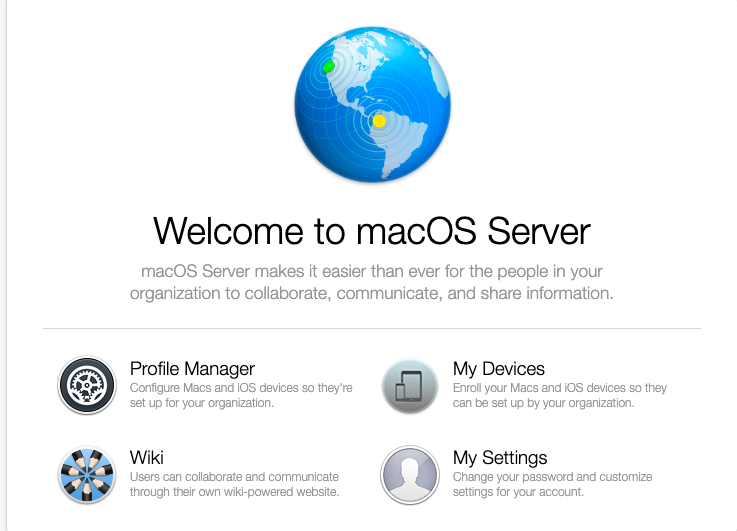 Welcome to macOS Server
macOS Server makes it easier than ever for the people in your
organization to collaborate, communicate, and share information.
Profile Manager
Configure Macs and iOS devices so they're
set up for your organization.
My Devices
Enroll your Macs and iOS devices so they
can be set up by your organization.
Wiki
Users can collaborate and communicate
through their own wiki-powered website.
My Settings
Change your password and customize
settings for your account.